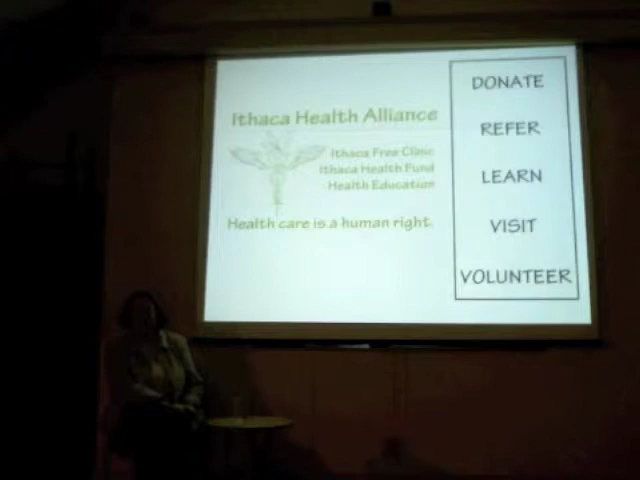 Ithaca Health Alliance
Ithaca Free Clinic
Ithaca Health Fund
Health Education
Health care is a human right.
DONATE
REFER
LEARN
VISIT
VOLUNTEER